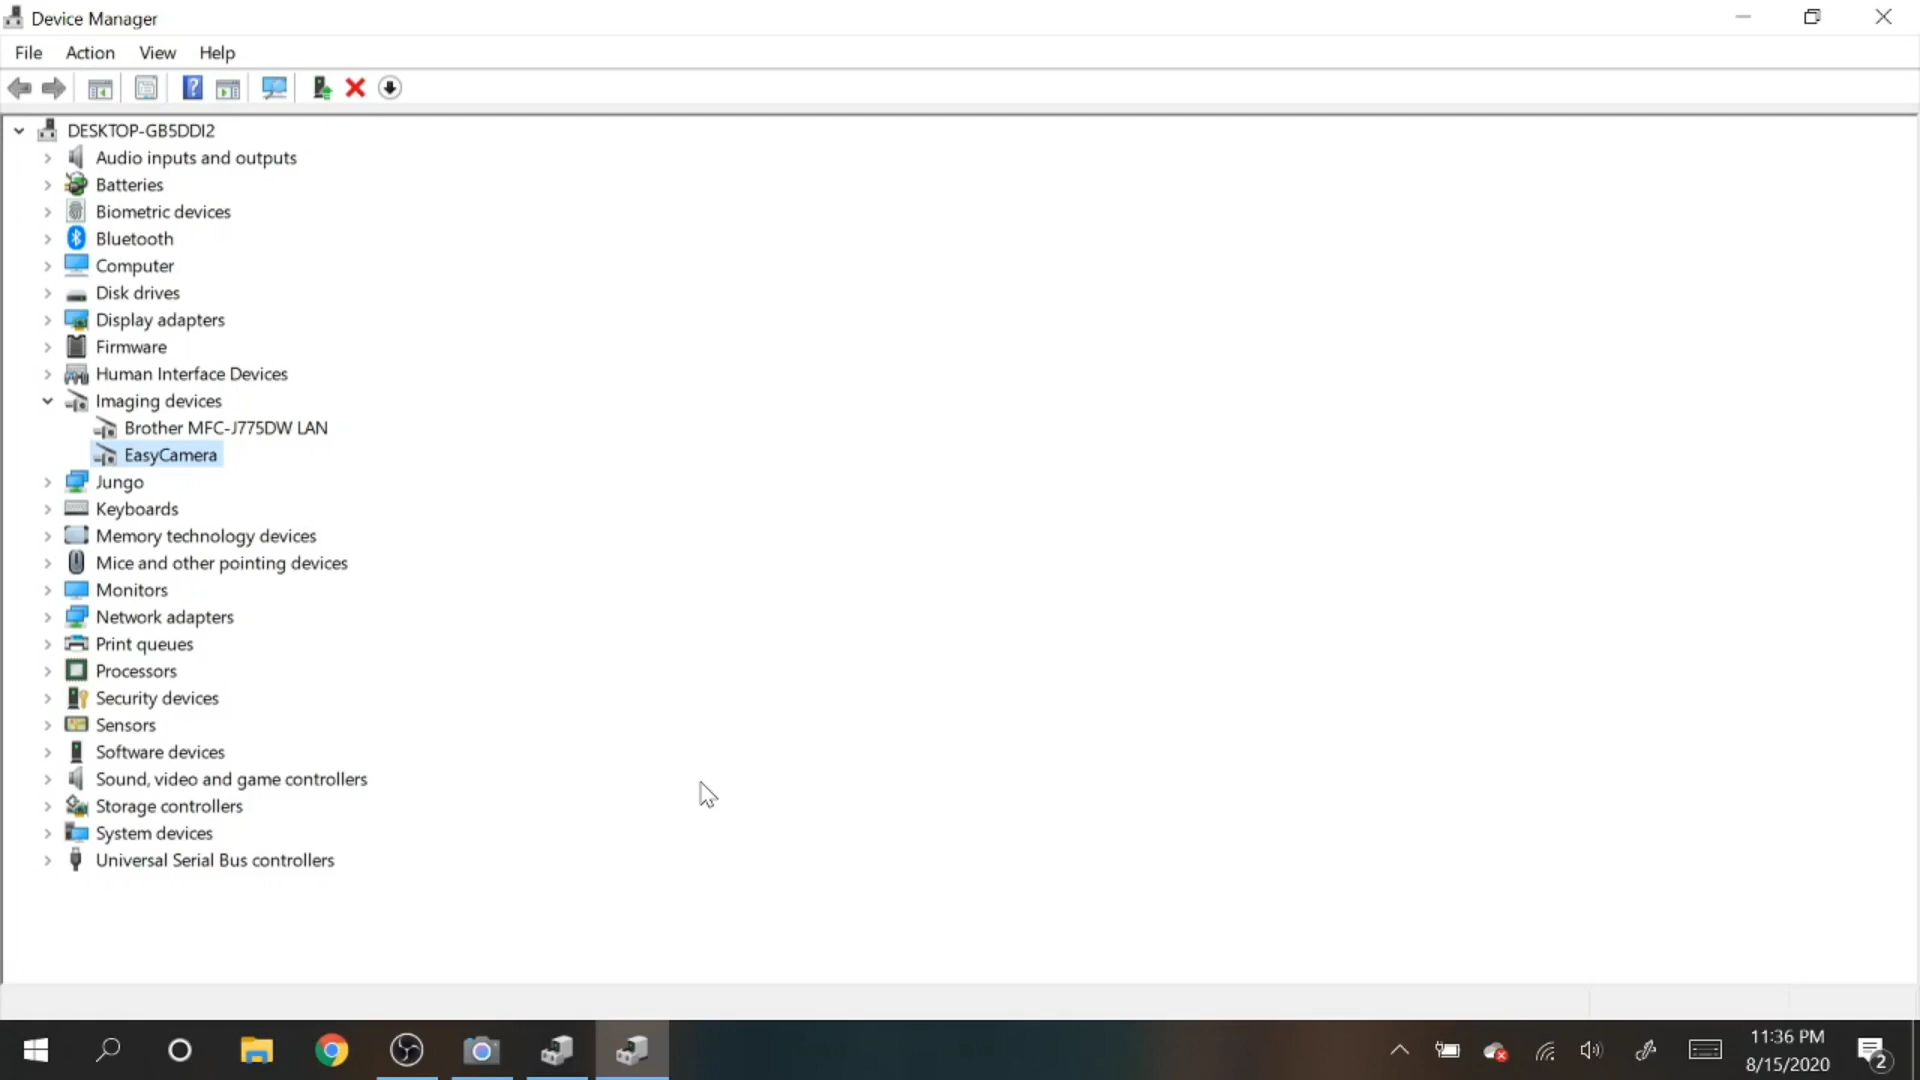 Device Manager
File Action View Help
DESKTOP-GB5DDI2
Audio inputs and outputs
Batteries
Biometric devices
Bluetooth
Computer
Disk drives
Display adapters
Firmware
Human Interface Devices
Imaging devices
Brother MFC-J775DW LAN
EasyCamera
Jungo
Keyboards
Memory technology devices
Mice and other pointing devices
Monitors
Network adapters
Print queues
Processors
Security devices
Sensors
Software devices
Sound, video and game controllers
Storage controllers
System devices
Universal Serial Bus controllers
11:36 PM
8/15/2020
2